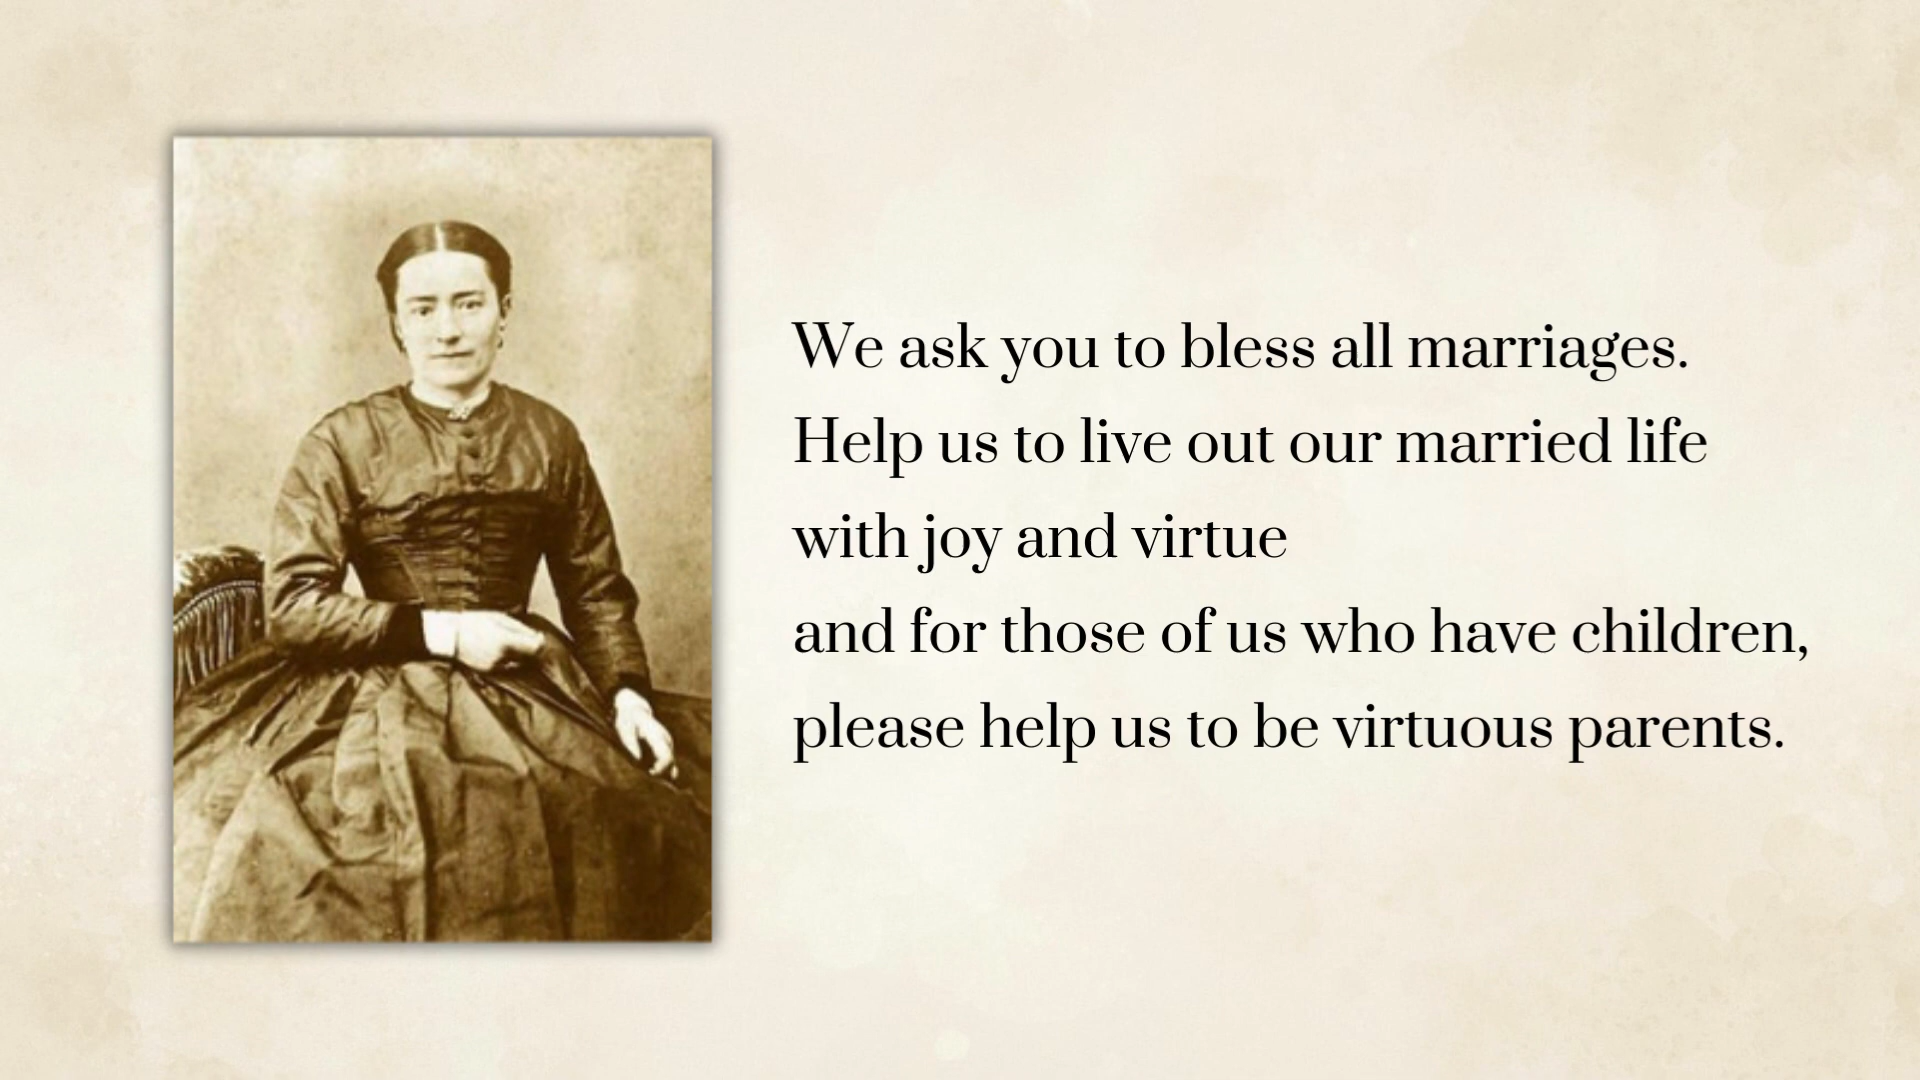 We ask you to bless all marriages.
Help us to live out our married life
with joy and virtue
and for those of us who have children,
please help us to be virtuous parents.